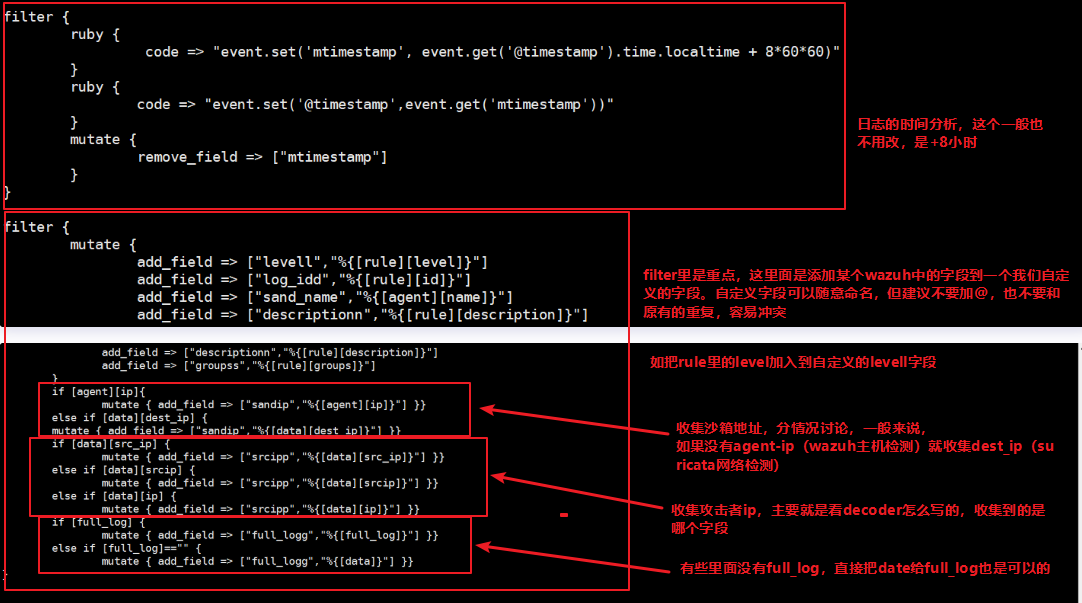 filter {
ruby {
code => "event.set('mtimestamp', event.get('@timestamp').time.localtime + 8*60*60)"
}
ruby {
code => "event.set('@timestamp',event.get('mtimestamp'))"
}
mutate {
remove_field => ["mtimestamp"]
}
}
日志的时间分析，这个一般也
不用改，是+8小时
filter {
mutate {
add_field => ["levell","%{[rule][level]}"]
add_field => ["log_idd","%{[rule][id]}"]
add_field => ["sand_name","%{[agent][name]}"]
add_field => ["descriptionn","%{[rule][description]}"]
filter里是重点，这里面是添加某个wazuh中的字段到一个我们自定
义的字段。自定义字段可以随意命名，但建议不要加@，也不要和
原有的重复，容易冲突
add_field => ["descriptionn","%{[rule][description]}"]
add_field => ["groupss","%{[rule][groups]}"]
}
如把rule里的level加入到自定义的levell字段
if [agent][ip]{
mutate { add_field => ["sandip","%{[agent][ip]}"] }}
else if [data][dest_ip] {
mutate { add_field => ["sandip","%{[data][dest_ip]}"] }}
收集沙箱地址，分情况讨论，一般来说，
如果没有agent-ip（wazuh主机检测）就收集dest_ip（su
ricata网络检测）
if [data][src_ip] {
mutate { add_field => ["srcipp","%{[data][src_ip]}"] }}
else if [data][srcip] {
mutate { add_field => ["srcipp","%{[data][srcip]}"] }}
else if [data][ip] {
mutate { add_field => ["srcipp","%{[data][ip]}"] }}
收集攻击者ip，主要就是看decoder怎么写的，收集到的是
哪个字段
if [full_log] {
mutate { add_field => ["full_logg","%{[full_log]}"] }}
else if [full_log]=="" {
mutate { add_field => ["full_logg","%{[data]}"] }}
}
有些里面没有full_log，直接把date给full_log也是可以的